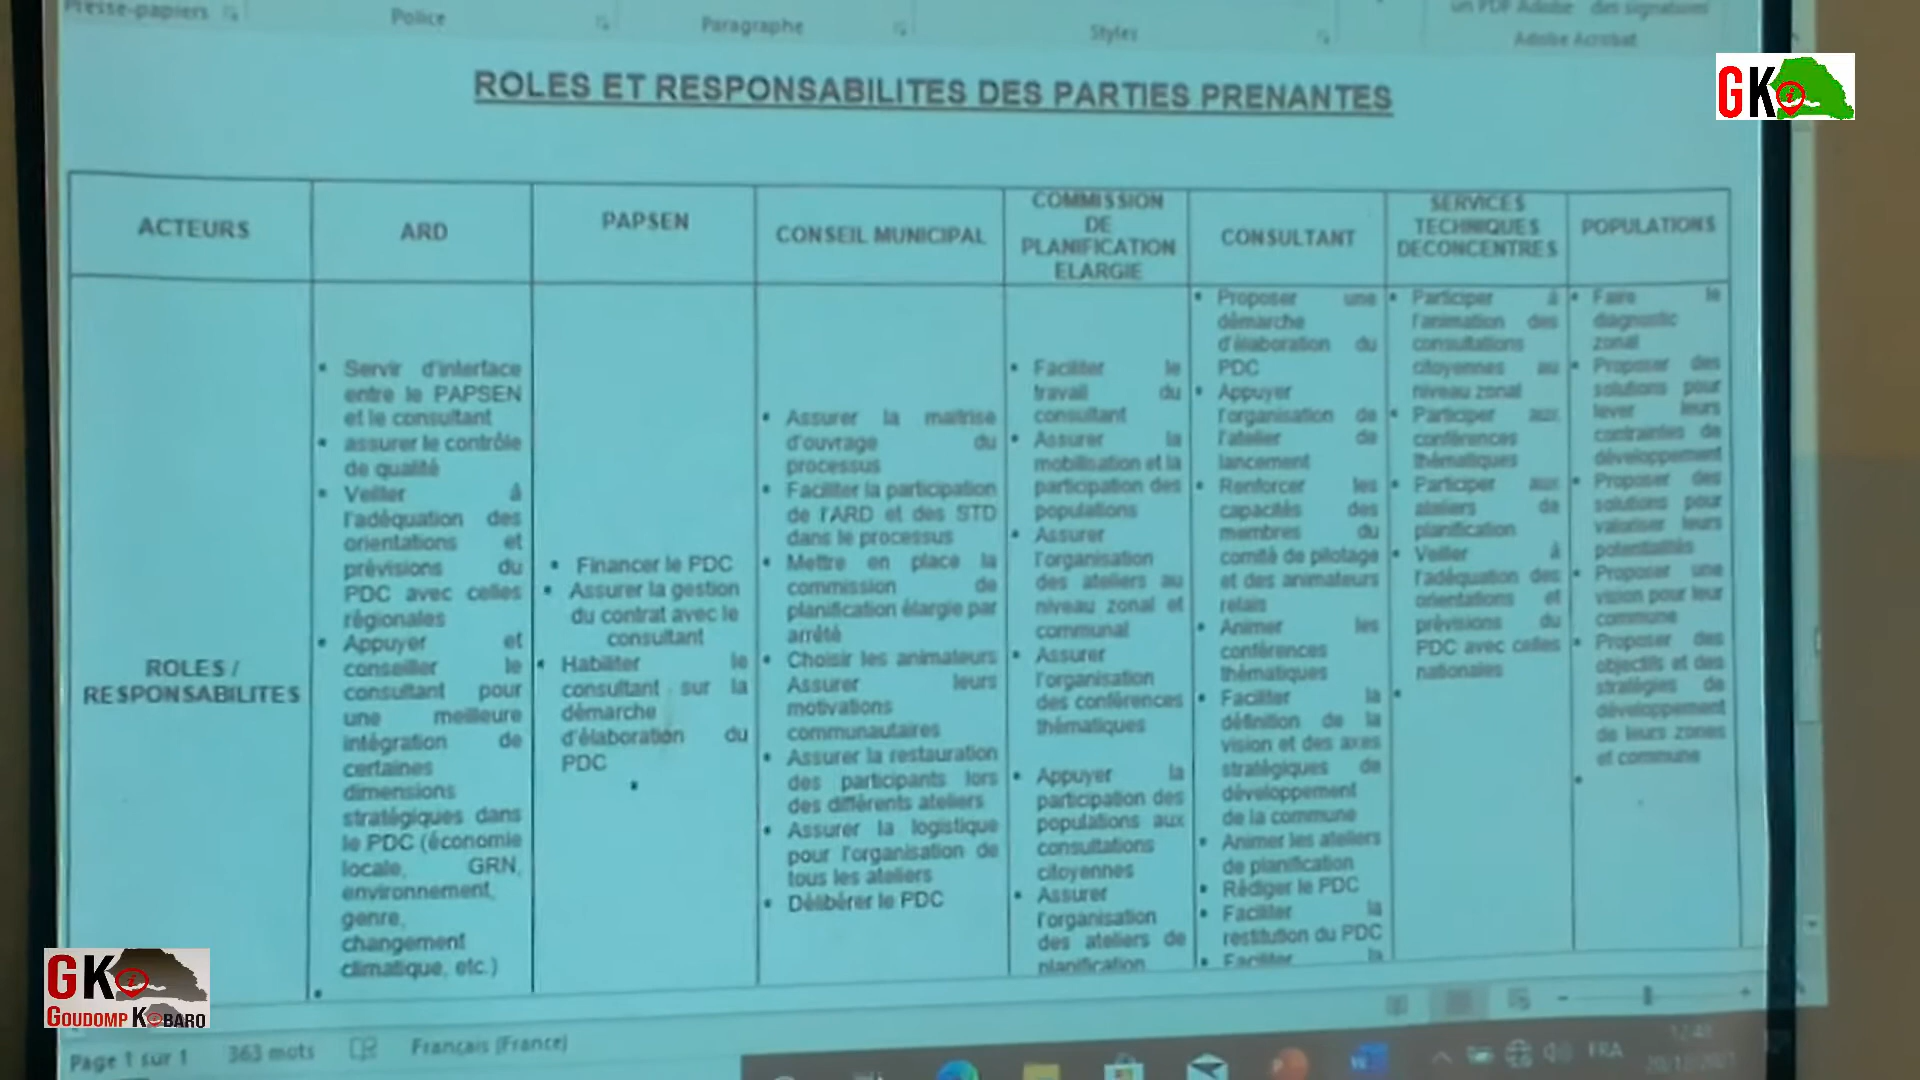 Presse-papiers
Police
Paragraphe
Styles
un PDF Adobe
des signatures
Adobe Acrobat
GK
ROLES ET RESPONSABILITES DES PARTIES PRENANTES
ACTEURS
ARD
PAPSEN
CONSEIL MUNICIPAL
COMMISSION
DE
PLANIFICATION
ELARGIE
CONSULTANT
SERVICES
TECHNIQUES
DECONCENTRES
POPULATIONS
ROLES /
RESPONSABILITES
• Servir d'interface
entre le PAPSEN
et le consultant
• assurer le contrôle
de qualité
• Veiller à
l'adéquation des
orientations et
prévisions du
PDC avec celles
régionales
• Appuyer et
conseiller le
consultant pour
une meilleure
intégration de
certaines
dimensions
stratégiques dans
le PDC (économie
locale, GRN,
environnement,
genre,
changement
climatique, etc.)
•
• Financer le PDC
• Assurer la gestion
du contrat avec le
consultant
• Habiliter le
consultant sur la
démarche
d'élaboration du
PDC
•
• Assurer la maitrise
d'ouvrage du
processus
• Faciliter la participation
de l'ARD et des STD
dans le processus
• Mettre en place la
commission de
planification élargie par
arrêté
• Choisir les animateurs
Assurer leurs
motivations
communautaires
• Assurer la restauration
des participants lors
des différents ateliers
• Assurer la logistique
pour l'organisation de
tous les ateliers
• Délibérer le PDC
• Faciliter le
travail du
consultant
• Assurer la
mobilisation et la
participation des
populations
• Assurer
l'organisation
des ateliers au
niveau zonal et
communal
• Assurer
l'organisation
des conférences
thématiques
• Appuyer la
participation des
populations aux
consultations
citoyennes
• Assurer
l'organisation
des ateliers de
planification
• Proposer une
démarche
d'élaboration du
PDC
• Appuyer
l'organisation de
l'atelier de
lancement
• Renforcer les
capacités des
membres du
comité de pilotage
et des animateurs
relais
• Animer les
conférences
thématiques
• Faciliter la
définition de la
vision et des axes
stratégiques de
développement
de la commune
• Animer les ateliers
de planification
• Rédiger le PDC
• Faciliter la
restitution du PDC
• Faciliter la
• Participer à
l'animation des
consultations
citoyennes au
niveau zonal
• Participer aux
conférences
thématiques
• Participer aux
ateliers de
planification
• Veiller à
l'adéquation des
orientations et
prévisions du
PDC avec celles
nationales
•
• Faire le
diagnostic
zonal
• Proposer des
solutions pour
lever leurs
contraintes de
développement
• Proposer des
solutions pour
valoriser leurs
potentialités
• Proposer une
vision pour leur
commune
• Proposer des
objectifs et des
stratégies de
développement
de leurs zones
et commune
•
GK
GOUDOMP KOBARO
Page 1 sur 1
363 mots
Français (France)
FRA